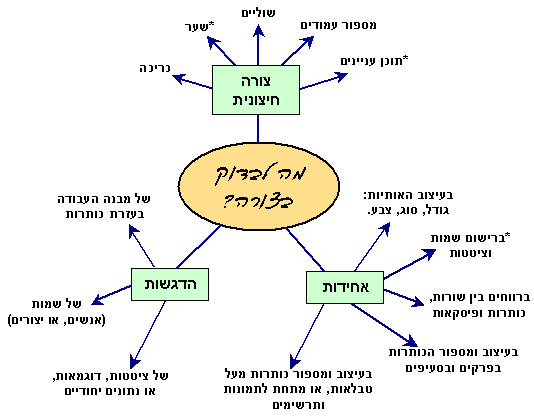 מה לבדוק
בצורה?
צורה
חיצונית
כריכה
*שער
שוליים
מספור עמודים
*תוכן עניינים
אחידות
בעיצוב האותיות:
גודל, סוג, צבע.
*ברישום שמות
וציטטות
ברווחים בין שורות,
כותרות ופיסקאות
בעיצוב ומספור הכותרות
בפרקים ובסעיפים
בעיצוב ומספור כותרות מעל
טבלאות, או מתחת לתמונות
ותרשימים
הדגשות
של מבנה העבודה
בעזרת כותרות
של שמות
(אנשים, או יצורים)
של ציטטות, דוגמאות,
או נתונים יחודיים